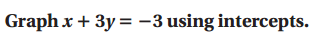 Graph x + 3y = −3 using intercepts.